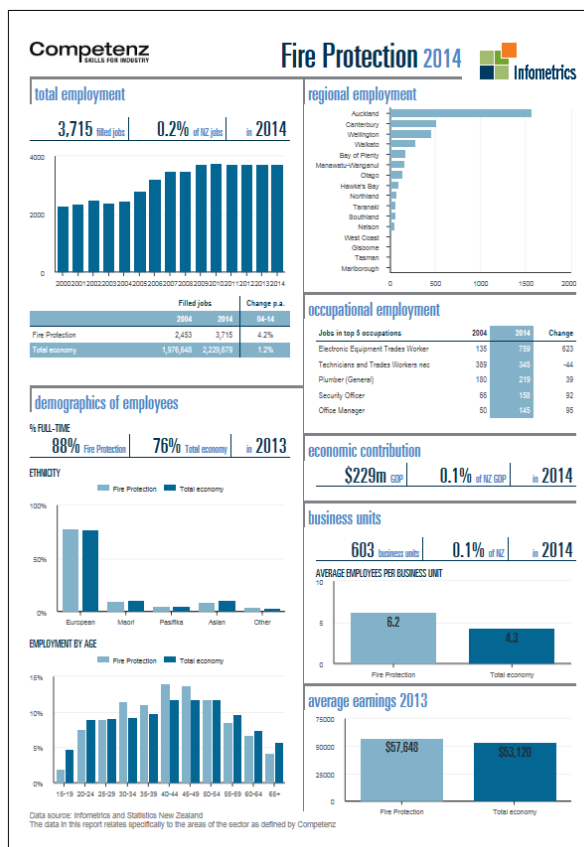 Competenz
SKILLS FOR INDUSTRY
Fire Protection 2014
Infometrics
total employment
3,715 filled jobs 0.2% of NZ jobs in 2014
4000
2000
0
2000 2001 2002 2003 2004 2005 2006 2007 2008 2009 2010 2011 2012 2013 2014
Filled jobs Change p.a.
2004 2014 04-14
Fire Protection 2,453 3,715 4.2%
Total economy 1,976,648 2,229,679 1.2%
demographics of employees
% FULL-TIME
88% Fire Protection 76% Total economy in 2013
ETHNICITY
Fire Protection Total economy
100%
50%
0%
European Maori Pasifika Asian Other
EMPLOYMENT BY AGE
Fire Protection Total economy
15%
10%
5%
0%
15-19 20-24 25-29 30-34 35-39 40-44 45-49 50-54 55-59 60-64 65+
regional employment
Auckland
Canterbury
Wellington
Waikato
Bay of Plenty
Manawatu-Wanganui
Otago
Hawke's Bay
Northland
Taranaki
Southland
Nelson
West Coast
Gisborne
Tasman
Marlborough
0 500 1000 1500 2000
occupational employment
Jobs in top 5 occupations 2004 2014 Change
Electronic Equipment Trades Worker 135 759 623
Technicians and Trades Workers nec 389 345 -44
Plumber (General) 180 219 39
Security Officer 66 158 92
Office Manager 50 145 95
economic contribution
$229m GDP 0.1% of NZ GDP in 2014
business units
603 business units 0.1% of NZ in 2014
AVERAGE EMPLOYEES PER BUSINESS UNIT
10
5
0
6.2
4.3
Fire Protection Total economy
average earnings 2013
75000
50000
25000
0
$57,648
$53,120
Fire Protection Total economy
Data source: Infometrics and Statistics New Zealand
The data in this report relates specifically to the areas of the sector as defined by Competenz